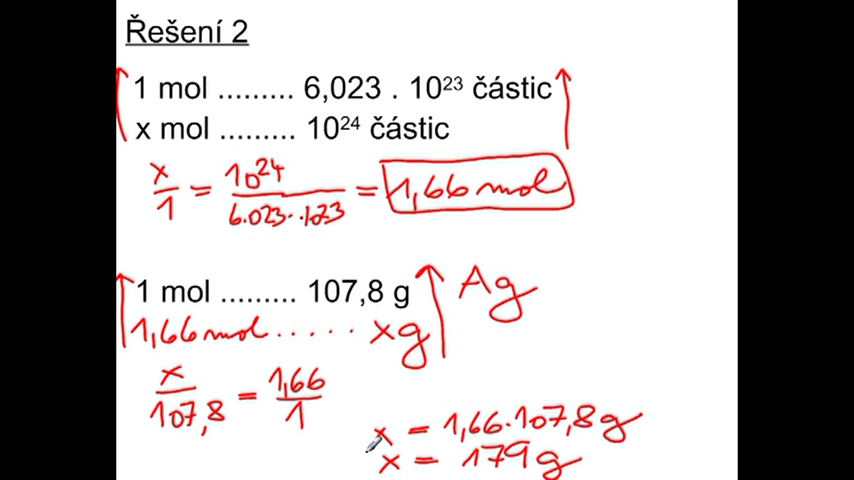 Řešení 2
1 mol ......... 6,023 . 10²³ částic
x mol ......... 10²⁴ částic
x/1 = 10²⁴/6.023·10²³ = 1,66 mol
1 mol ......... 107,8 g Ag
1,66 mol ..... x g
x/107,8 = 1,66/1
x = 1,66.107,8 g
x = 179 g